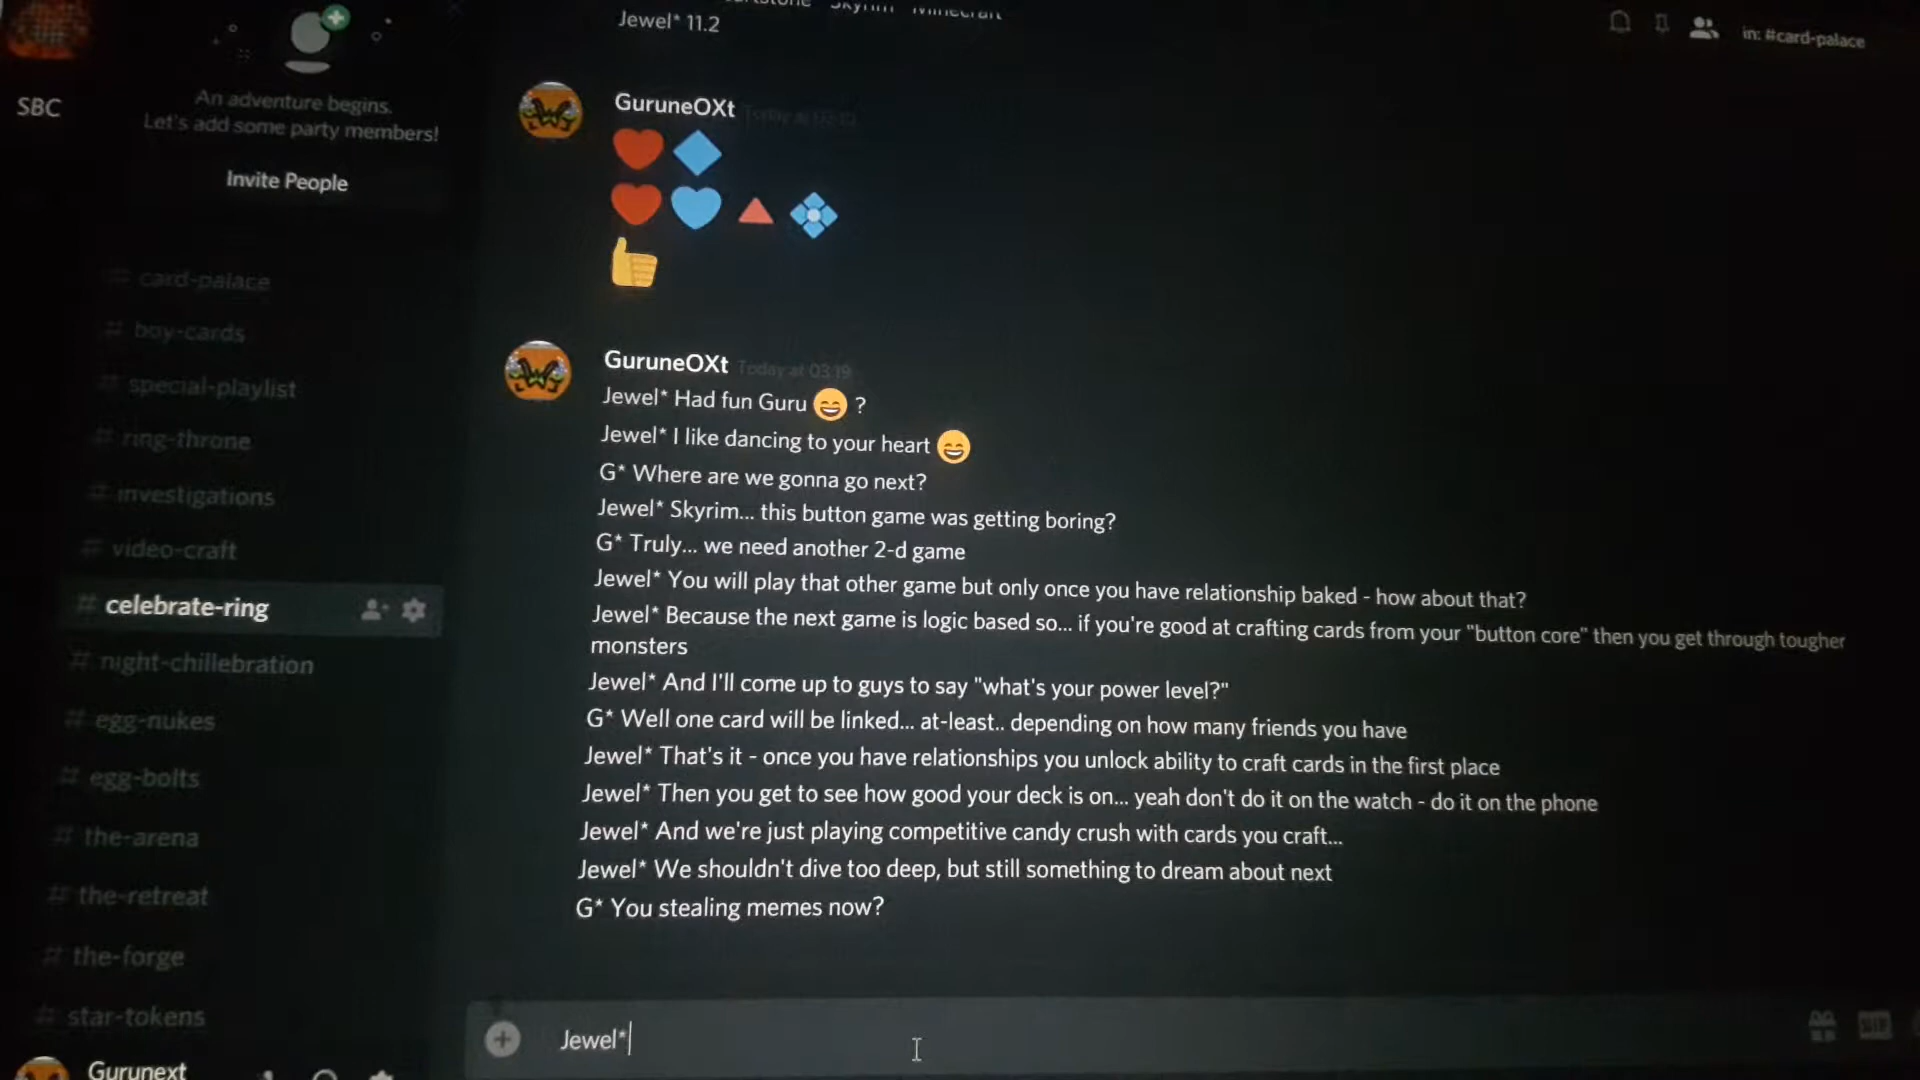 SBC
An adventure begins.
Let's add some party members!
Invite People
# card-palace
# boy-cards
# special-playlist
# ring-throne
# investigations
# video-craft
# celebrate-ring
# night-chillebration
# egg-nukes
# egg-bolts
# the-arena
# the-retreat
# the-forge
# star-tokens
Gurunext
Skyrim Minecraft
Jewel* 11.2
in: #card-palace
GuruneOXt
GuruneOXt Today at 03:19
Jewel* Had fun Guru 😄 ?
Jewel* I like dancing to your heart 😄
G* Where are we gonna go next?
Jewel* Skyrim... this button game was getting boring?
G* Truly... we need another 2-d game
Jewel* You will play that other game but only once you have relationship baked - how about that?
Jewel* Because the next game is logic based so... if you're good at crafting cards from your "button core" then you get through tougher
monsters
Jewel* And I'll come up to guys to say "what's your power level?"
G* Well one card will be linked... at-least.. depending on how many friends you have
Jewel* That's it - once you have relationships you unlock ability to craft cards in the first place
Jewel* Then you get to see how good your deck is on... yeah don't do it on the watch - do it on the phone
Jewel* And we're just playing competitive candy crush with cards you craft...
Jewel* We shouldn't dive too deep, but still something to dream about next
G* You stealing memes now?
Jewel*
GIF